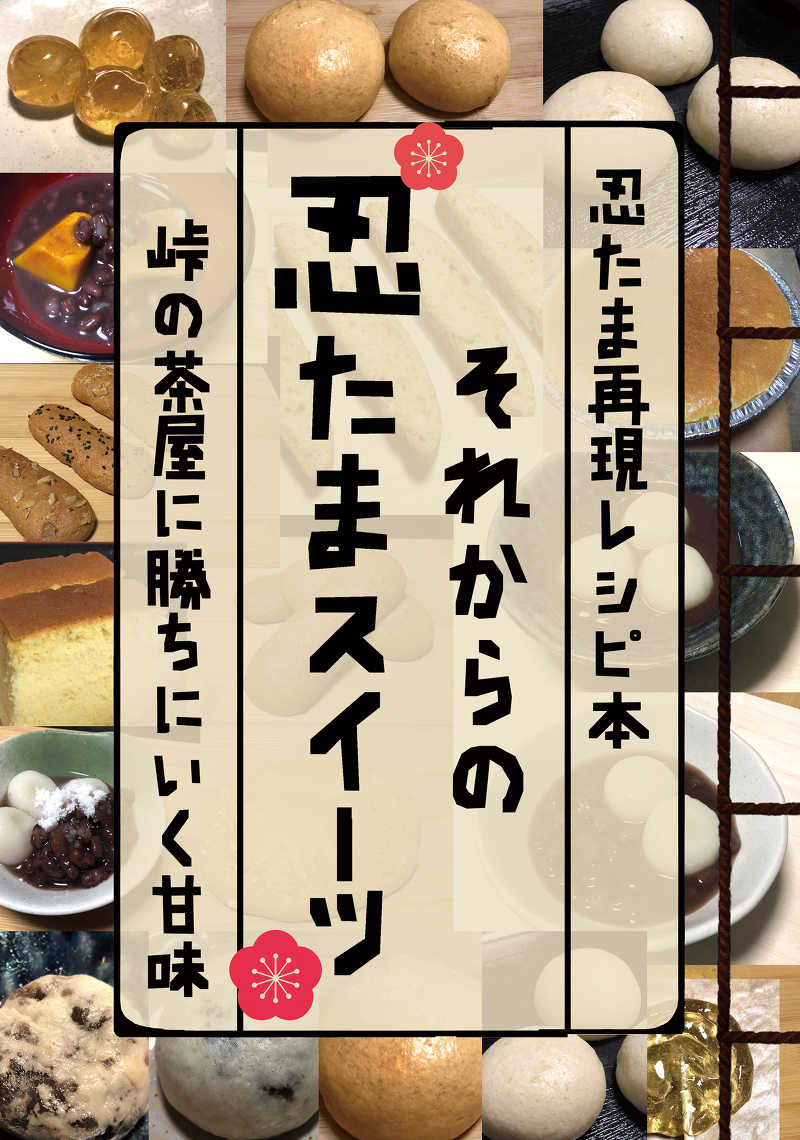 忍たま再現レシピ本
それからの
忍たまスイーツ
峠の茶屋に勝ちにいく甘味